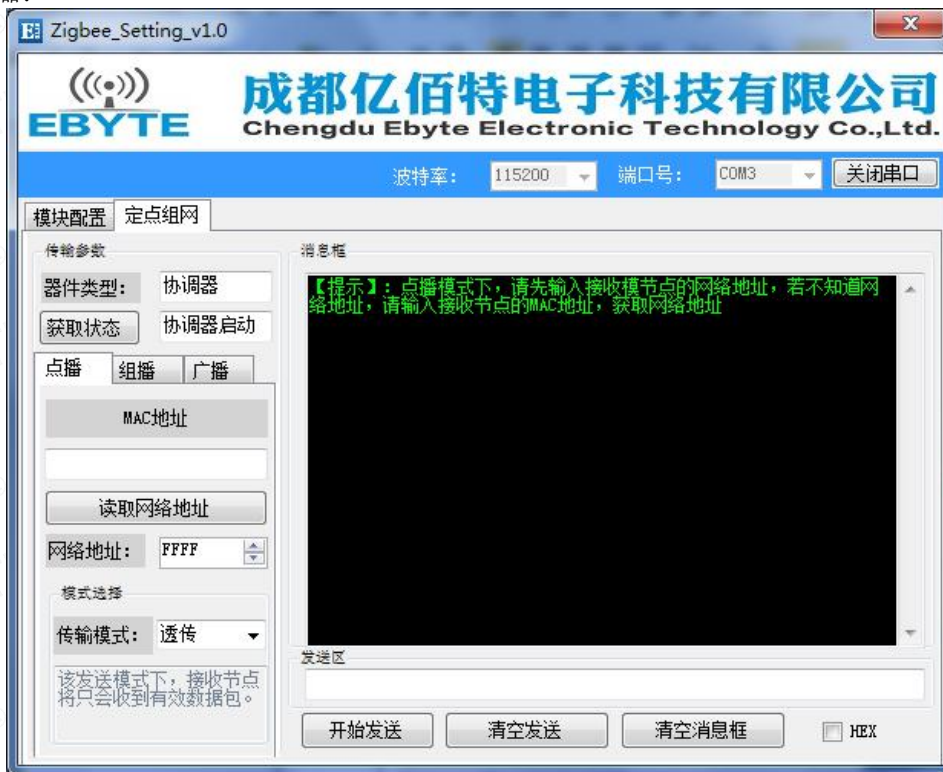 Zigbee_Setting_v1.0
EBYTE
成都亿佰特电子科技有限公司
Chengdu Ebyte Electronic Technology Co.,Ltd.
波特率： 115200 端口号： COM3 关闭串口
模块配置 定点组网
传输参数
器件类型： 协调器
获取状态 协调器启动
点播 组播 广播
MAC地址
读取网络地址
网络地址： FFFF
模式选择
传输模式： 透传
该发送模式下，接收节点
将只会收到有效数据包。
消息框
【提示】：点播模式下，请先输入接收模节点的网络地址，若不知道网
络地址，请输入接收节点的MAC地址，获取网络地址
发送区
开始发送 清空发送 清空消息框 HEX